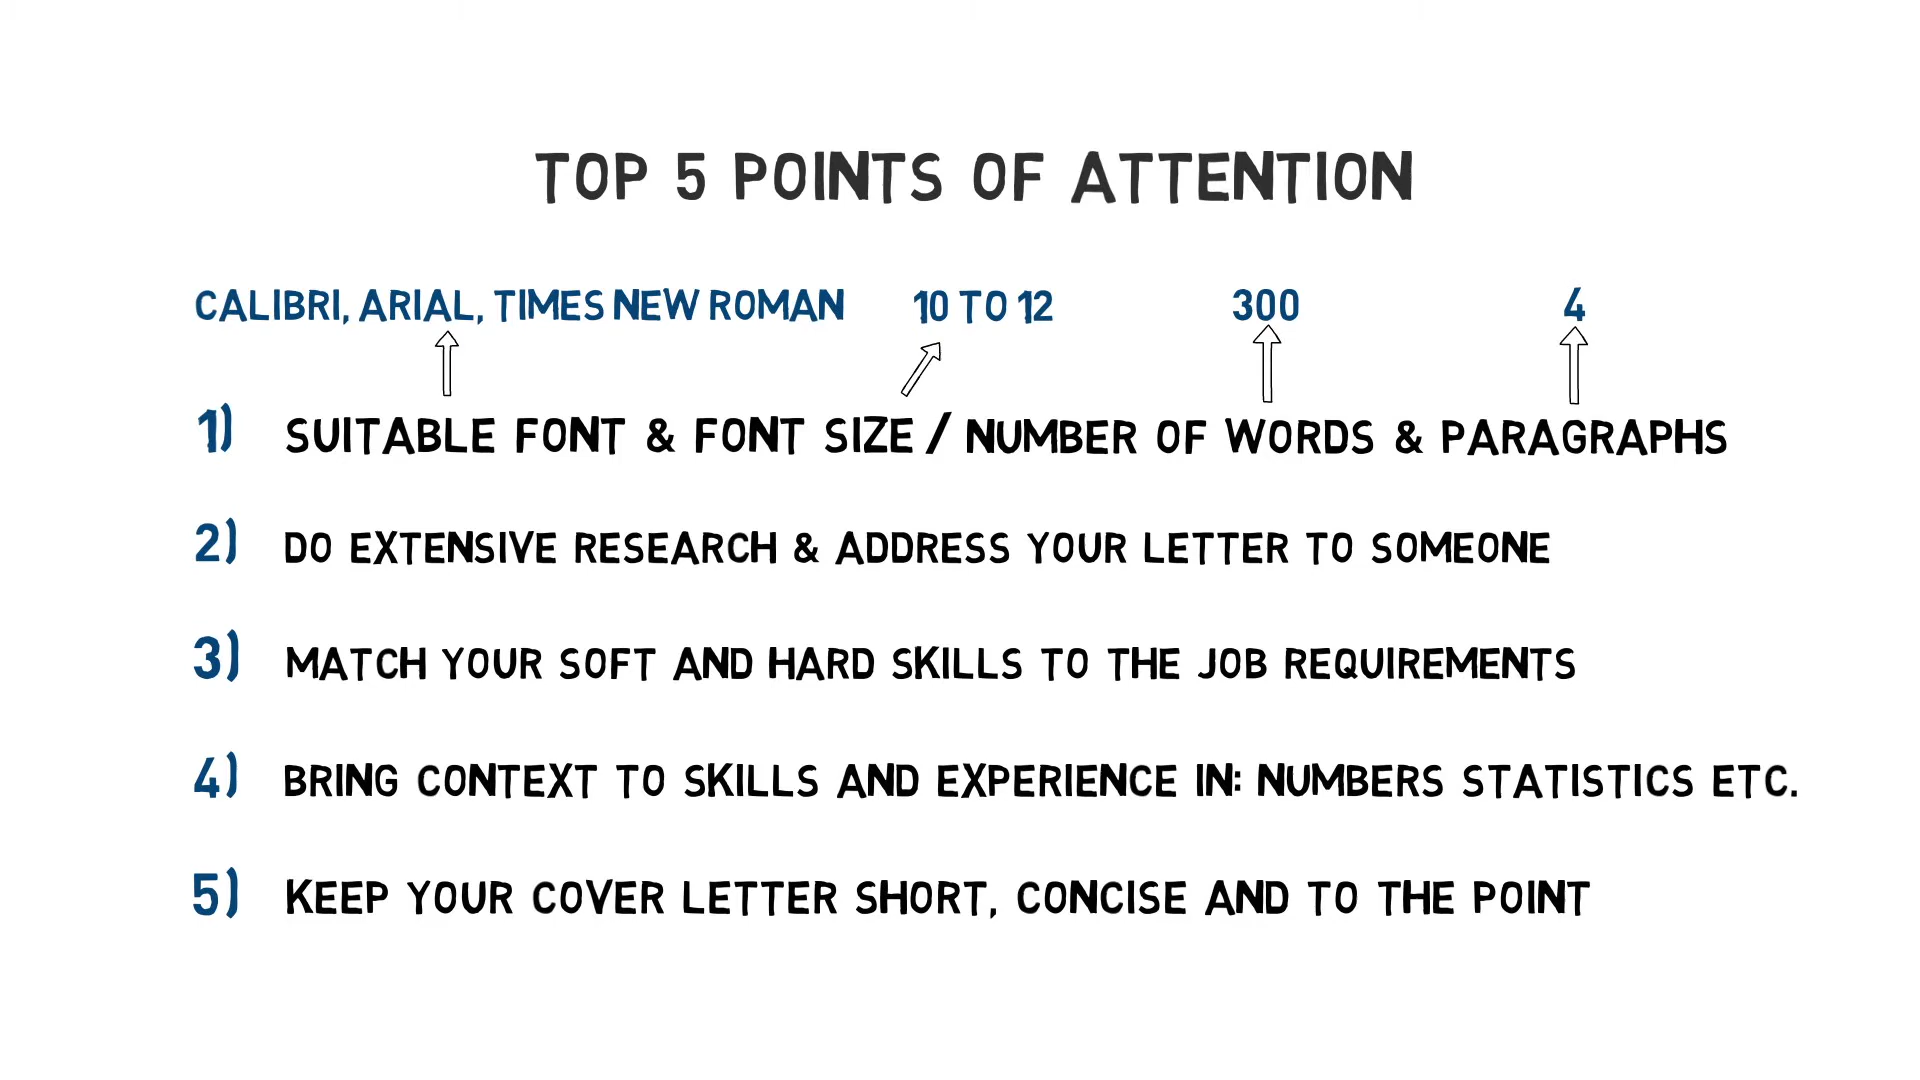 TOP 5 POINTS OF ATTENTION
CALIBRI, ARIAL, TIMES NEW ROMAN 10 TO 12 300 4
1) SUITABLE FONT & FONT SIZE / NUMBER OF WORDS & PARAGRAPHS
2) DO EXTENSIVE RESEARCH & ADDRESS YOUR LETTER TO SOMEONE
3) MATCH YOUR SOFT AND HARD SKILLS TO THE JOB REQUIREMENTS
4) BRING CONTEXT TO SKILLS AND EXPERIENCE IN: NUMBERS STATISTICS ETC.
5) KEEP YOUR COVER LETTER SHORT, CONCISE AND TO THE POINT